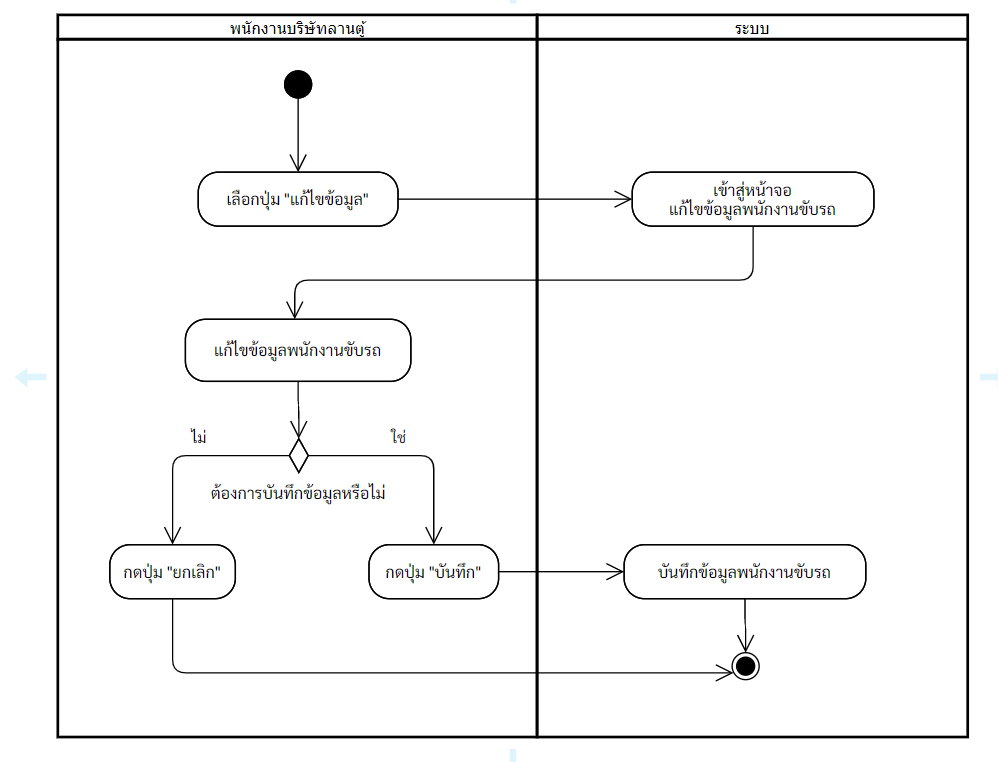 พนักงานบริษัทลานตู้
ระบบ
เลือกปุ่ม "แก้ไขข้อมูล"
เข้าสู่หน้าจอ
แก้ไขข้อมูลพนักงานขับรถ
แก้ไขข้อมูลพนักงานขับรถ
ไม่
ใช่
ต้องการบันทึกข้อมูลหรือไม่
กดปุ่ม "ยกเลิก"
กดปุ่ม "บันทึก"
บันทึกข้อมูลพนักงานขับรถ